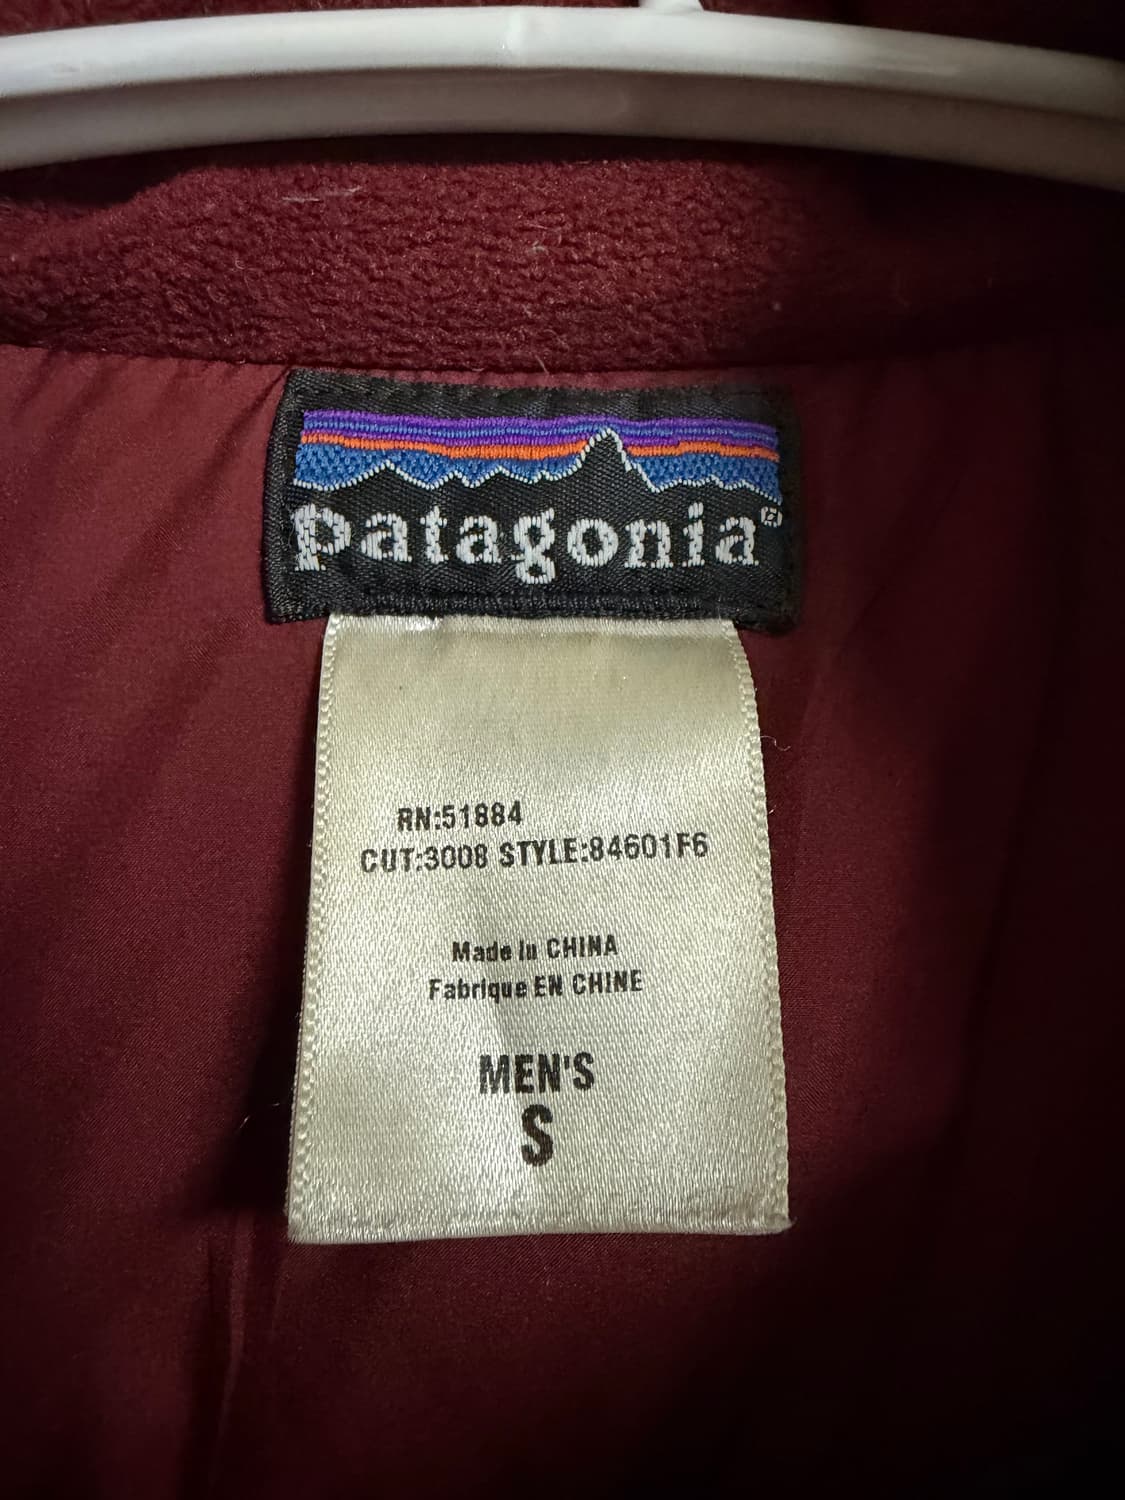 patagonia®
RN:51884
CUT:3008 STYLE:84601F6
Made in CHINA
Fabrique EN CHINE
MEN'S
S